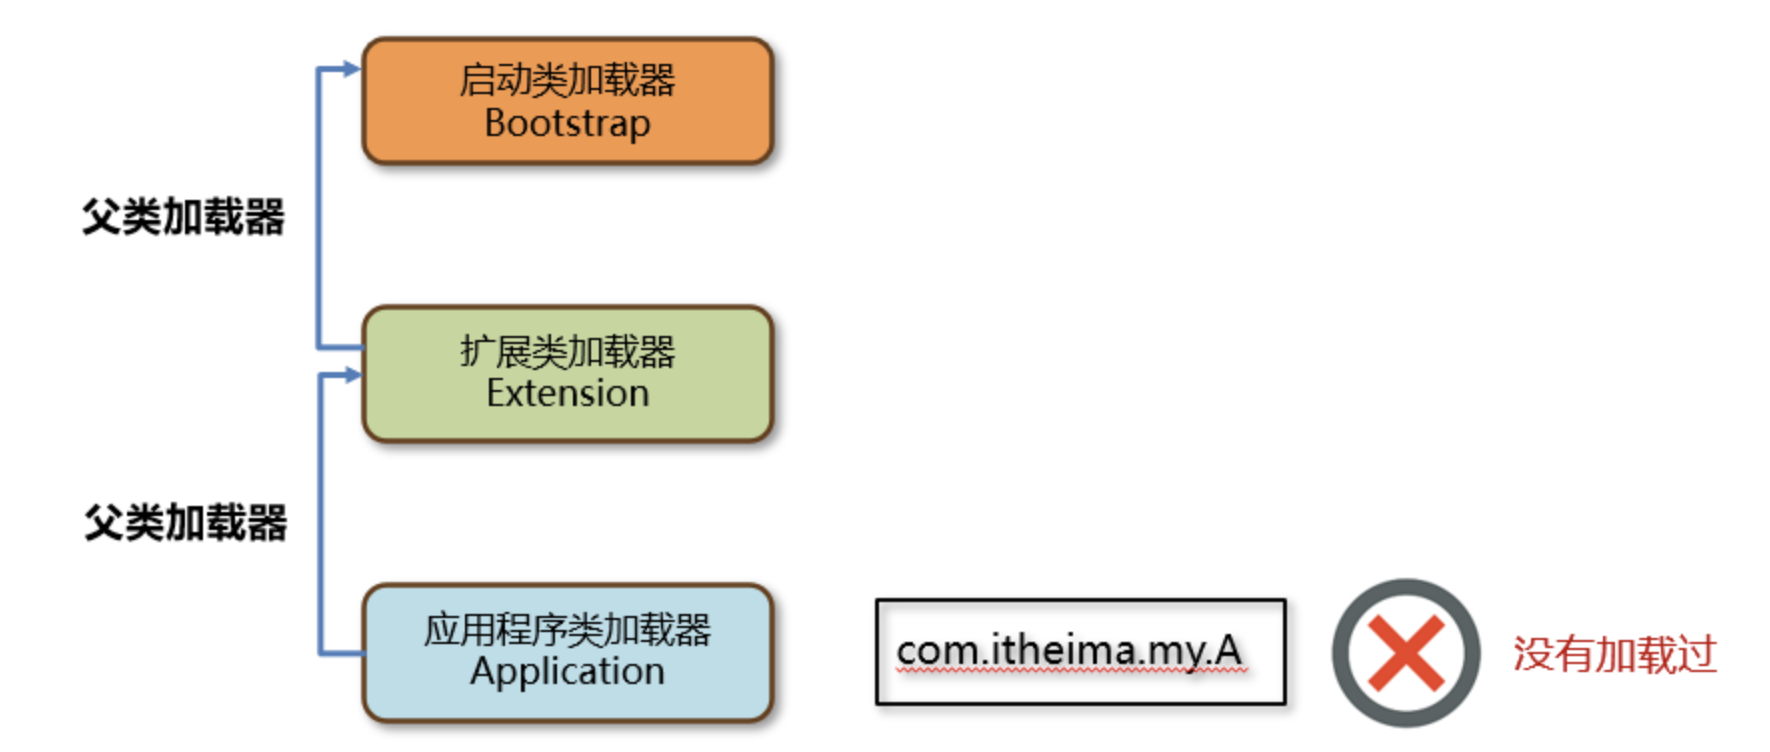 启动类加载器
Bootstrap
父类加载器
扩展类加载器
Extension
父类加载器
应用程序类加载器
Application
com.itheima.my.A
没有加载过